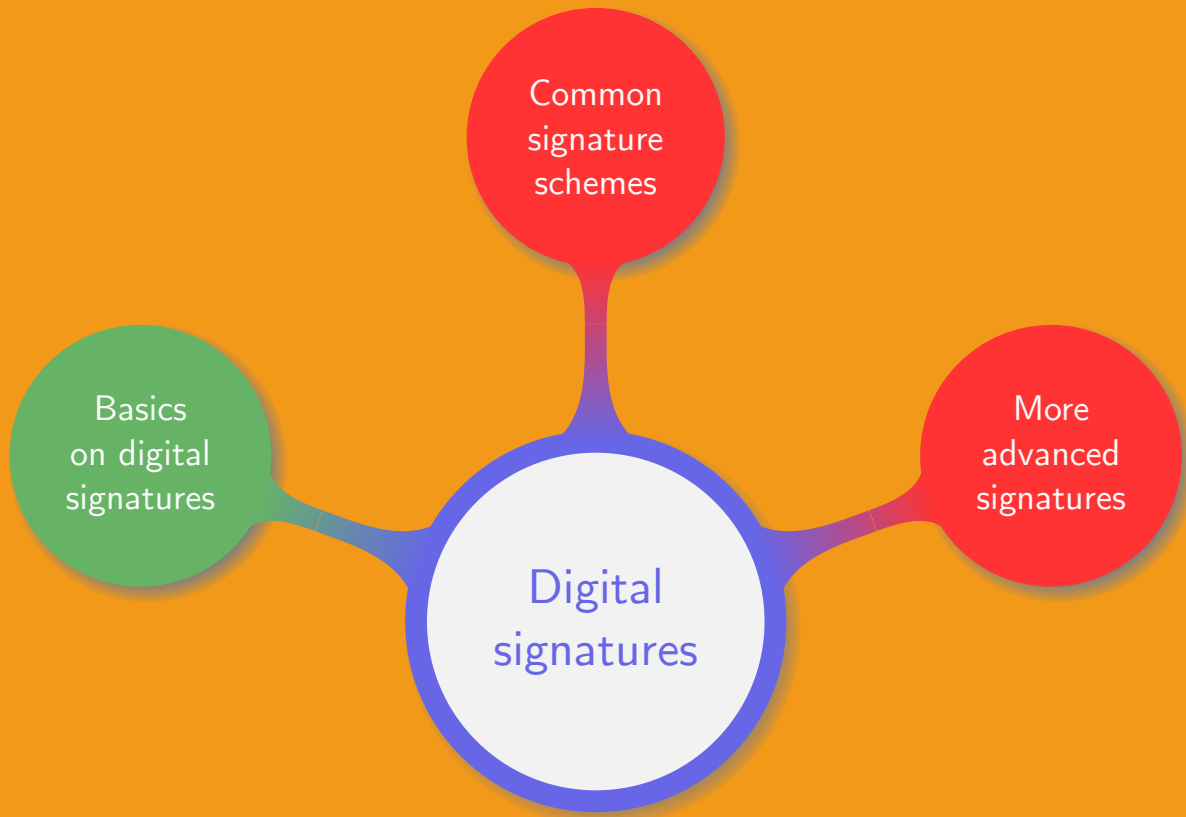 Common
signature
schemes
Basics
on digital
signatures
More
advanced
signatures
Digital
signatures